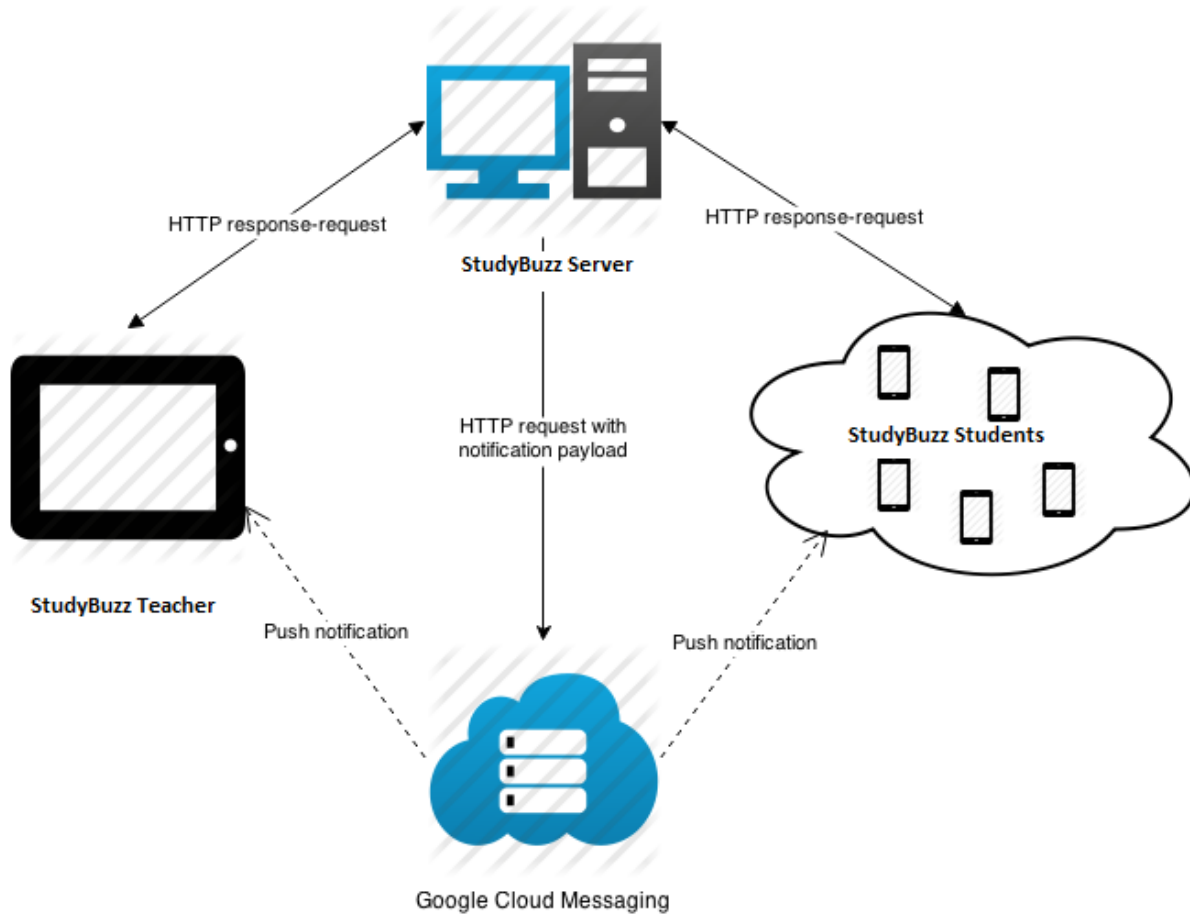 HTTP response-request
HTTP response-request
StudyBuzz Server
HTTP request with
notification payload
StudyBuzz Students
StudyBuzz Teacher
Push notification
Push notification
Google Cloud Messaging